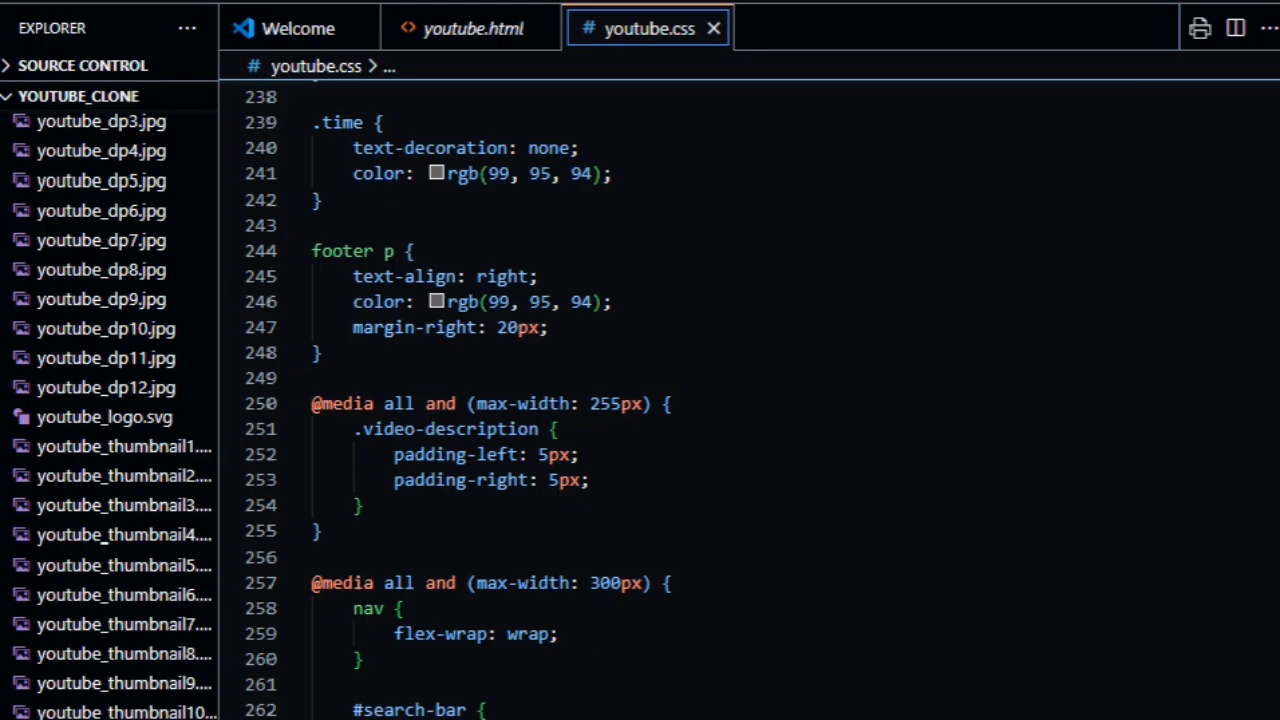 EXPLORER
Welcome
youtube.html
# youtube.css
SOURCE CONTROL
YOUTUBE_CLONE
youtube_dp3.jpg
youtube_dp4.jpg
youtube_dp5.jpg
youtube_dp6.jpg
youtube_dp7.jpg
youtube_dp8.jpg
youtube_dp9.jpg
youtube_dp10.jpg
youtube_dp11.jpg
youtube_dp12.jpg
youtube_logo.svg
youtube_thumbnail1....
youtube_thumbnail2....
youtube_thumbnail3....
youtube_thumbnail4....
youtube_thumbnail5....
youtube_thumbnail6....
youtube_thumbnail7....
youtube_thumbnail8....
youtube_thumbnail9....
youtube_thumbnail10...
# youtube.css > ...
238
239 .time {
240 text-decoration: none;
241 color: rgb(99, 95, 94);
242 }
243
244 footer p {
245 text-align: right;
246 color: rgb(99, 95, 94);
247 margin-right: 20px;
248 }
249
250 @media all and (max-width: 255px) {
251 .video-description {
252 padding-left: 5px;
253 padding-right: 5px;
254 }
255 }
256
257 @media all and (max-width: 300px) {
258 nav {
259 flex-wrap: wrap;
260 }
261
262 #search-bar {